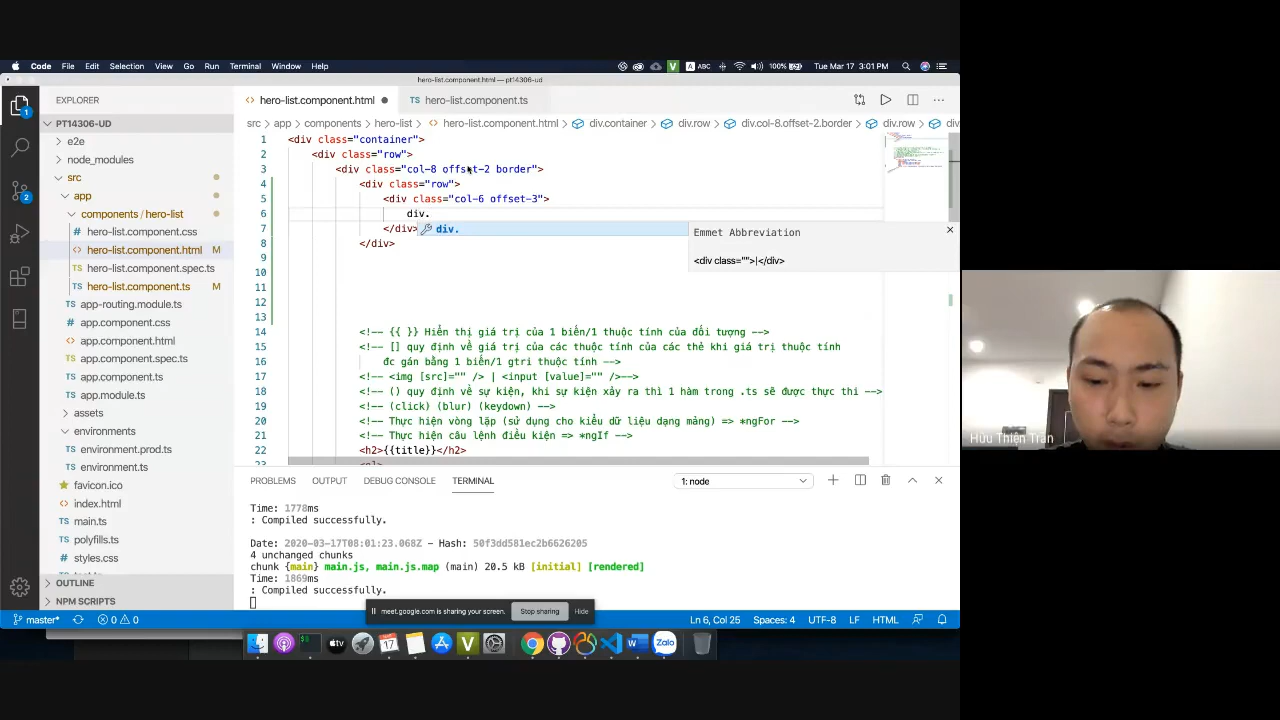 Code File Edit Selection View Go Run Terminal Window Help
V A ABC 100% Tue Mar 17 3:01 PM
hero-list.component.html — pt14306-ud
EXPLORER
PT14306-UD
e2e
node_modules
src
app
components / hero-list
hero-list.component.css
hero-list.component.html M
hero-list.component.spec.ts
hero-list.component.ts M
app-routing.module.ts
app.component.css
app.component.html
app.component.spec.ts
app.component.ts
app.module.ts
assets
environments
environment.prod.ts
environment.ts
favicon.ico
index.html
main.ts
polyfills.ts
styles.css
OUTLINE
NPM SCRIPTS
1
2
hero-list.component.html
TS hero-list.component.ts
src > app > components > hero-list > hero-list.component.html > div.container > div.row > div.col-8.offset-2.border > div.row >
1 <div class="container">
2 <div class="row">
3 <div class="col-8 offset-2 border">
4 <div class="row">
5 <div class="col-6 offset-3">
6 div.
7 </div>
div.
Emmet Abbreviation
<div class="">|</div>
8 </div>
9
10
11
12
13
14 <!-- {{ }} Hiển thị giá trị của 1 biến/1 thuộc tính của đối tượng -->
15 <!-- [] quy định về giá trị của các thuộc tính của các thẻ khi giá trị thuộc tính
16 đc gán bằng 1 biến/1 gtri thuộc tính -->
17 <!-- <img [src]="" /> | <input [value]="" />-->
18 <!-- () quy định về sự kiện, khi sự kiện xảy ra thì 1 hàm trong .ts sẽ được thực thi -->
19 <!-- (click) (blur) (keydown) -->
20 <!-- Thực hiện vòng lặp (sử dụng cho kiểu dữ liệu dạng mảng) => *ngFor -->
21 <!-- Thực hiện câu lệnh điều kiện => *ngIf -->
22 <h2>{{title}}</h2>
PROBLEMS OUTPUT DEBUG CONSOLE TERMINAL
1: node
Time: 1778ms
: Compiled successfully.
Date: 2020-03-17T08:01:23.068Z - Hash: 50f3dd581ec2b6626205
4 unchanged chunks
chunk {main} main.js, main.js.map (main) 20.5 kB [initial] [rendered]
Time: 1869ms
: Compiled successfully.
meet.google.com is sharing your screen. Stop sharing Hide
master* 0 0
Ln 6, Col 25 Spaces: 4 UTF-8 LF HTML
tv 17 V W Zalo
Hữu Thiện Trần